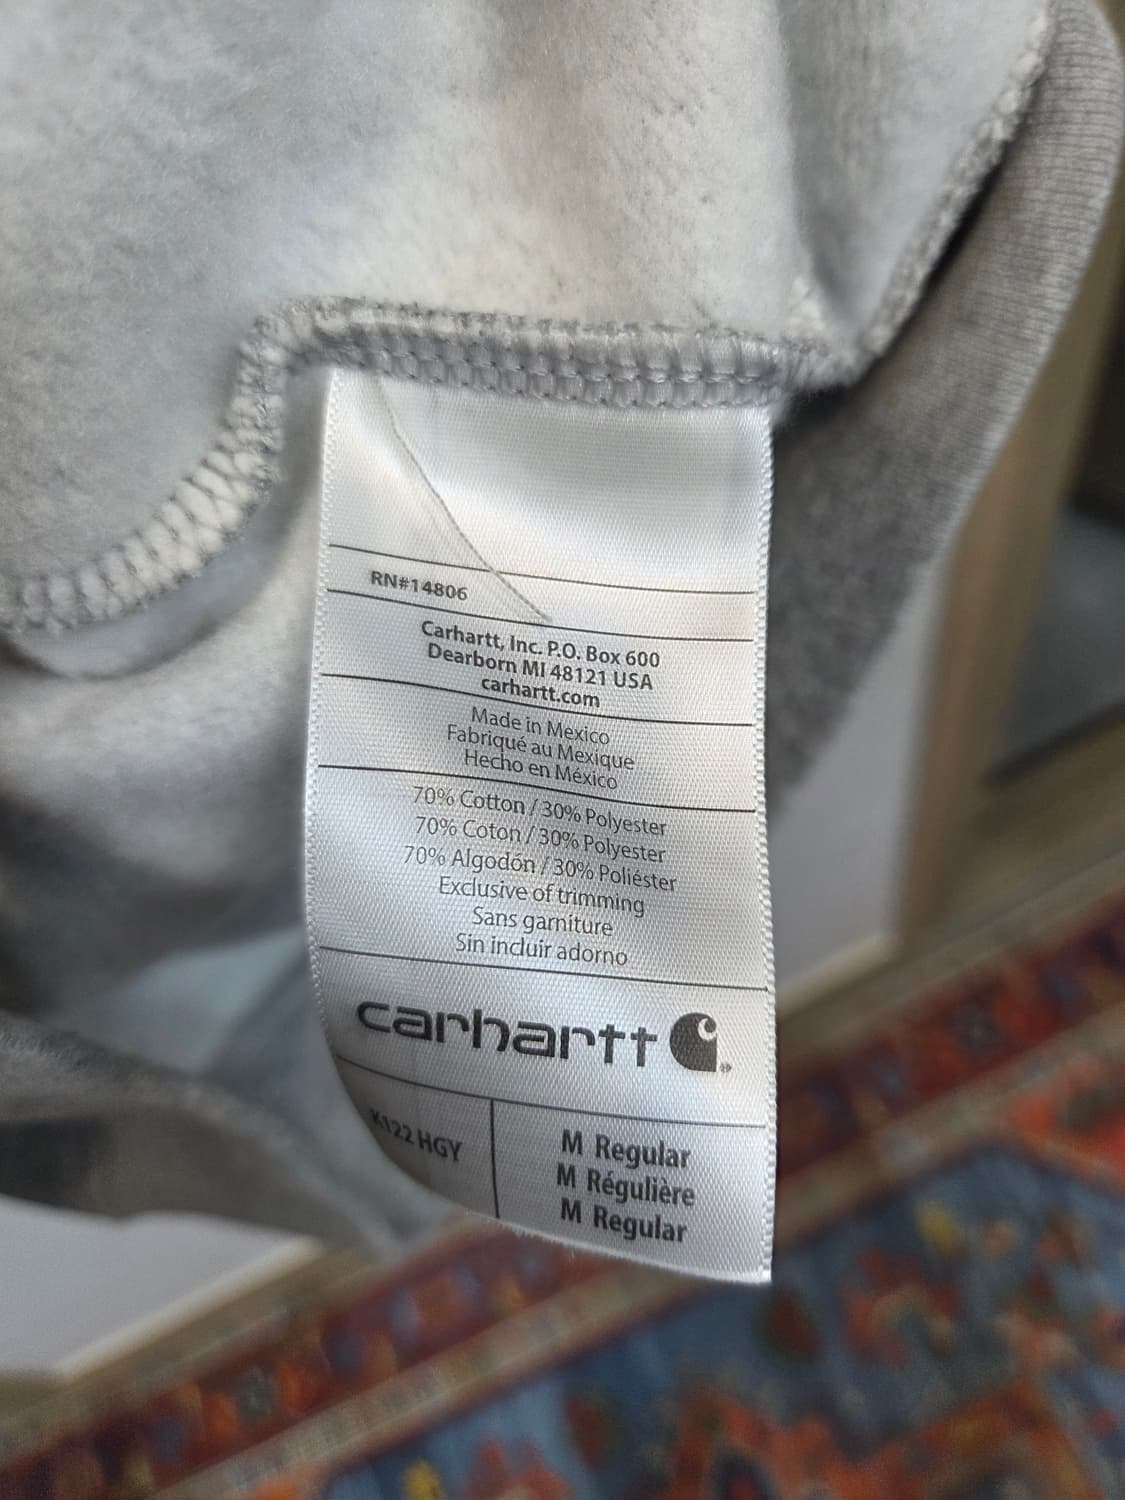 RN#14806
Carhartt, Inc. P.O. Box 600
Dearborn MI 48121 USA
carhartt.com
Made in Mexico
Fabriqué au Mexique
Hecho en México
70% Cotton / 30% Polyester
70% Coton / 30% Polyester
70% Algodón / 30% Poliéster
Exclusive of trimming
Sans garniture
Sin incluir adorno
carhartt
K122 HGY
M Regular
M Régulière
M Regular